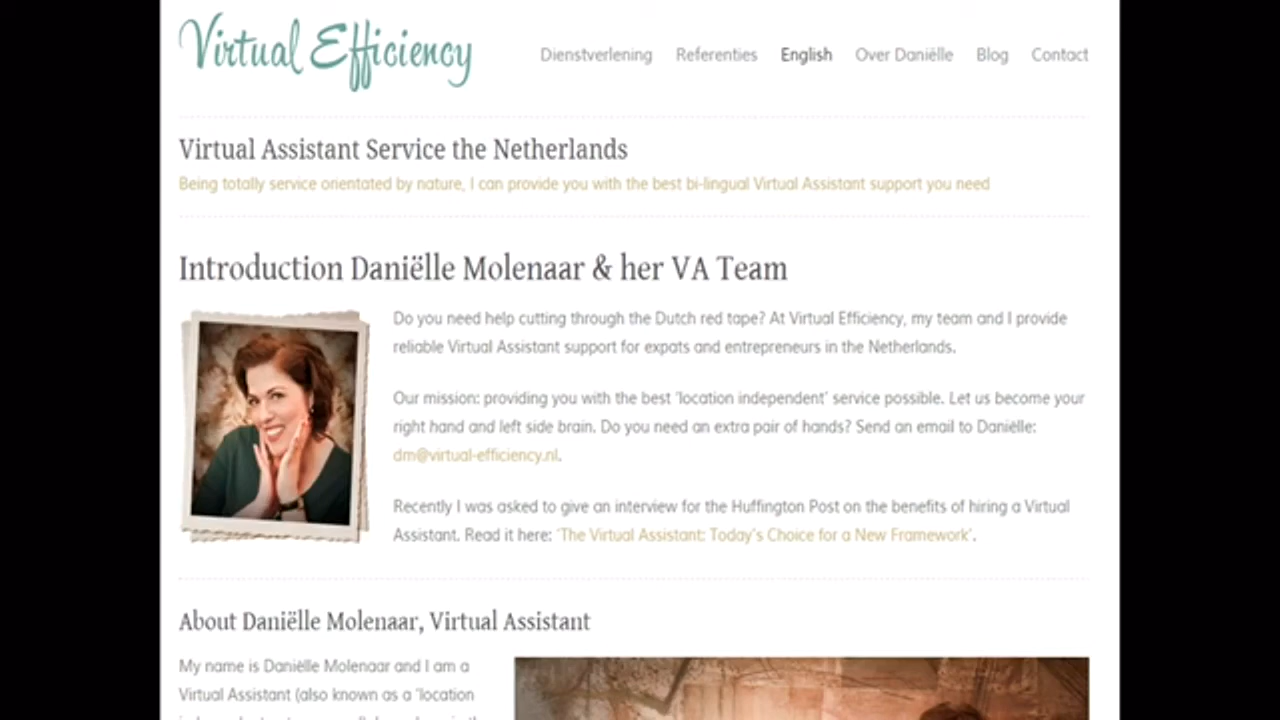 Virtual Efficiency
Dienstverlening Referenties English Over Daniëlle Blog Contact
Virtual Assistant Service the Netherlands
Being totally service orientated by nature, I can provide you with the best bi-lingual Virtual Assistant support you need
Introduction Daniëlle Molenaar & her VA Team
Do you need help cutting through the Dutch red tape? At Virtual Efficiency, my team and I provide
reliable Virtual Assistant support for expats and entrepreneurs in the Netherlands.
Our mission: providing you with the best 'location independent' service possible. Let us become your
right hand and left side brain. Do you need an extra pair of hands? Send an email to Daniëlle:
dm@virtual-efficiency.nl.
Recently I was asked to give an interview for the Huffington Post on the benefits of hiring a Virtual
Assistant. Read it here: 'The Virtual Assistant: Today's Choice for a New Framework'.
About Daniëlle Molenaar, Virtual Assistant
My name is Daniëlle Molenaar and I am a
Virtual Assistant (also known as a 'location